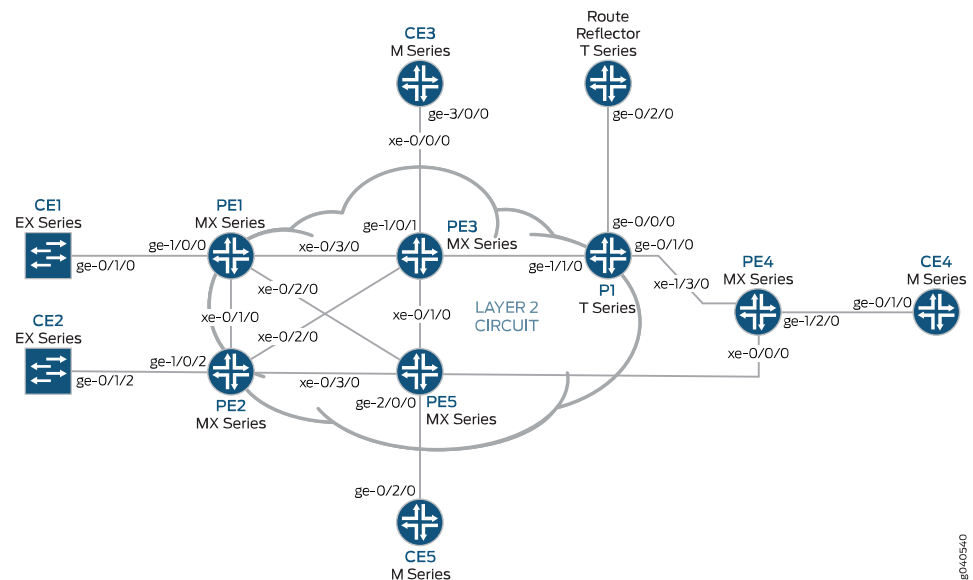 CE3
M Series
Route
Reflector
T Series
ge-3/0/0
ge-0/2/0
xe-0/0/0
CE1
EX Series
PE1
MX Series
ge-1/0/1
PE3
MX Series
ge-0/0/0
ge-1/0/0
xe-0/3/0
ge-0/1/0
ge-0/1/0
ge-1/1/0
PE4
MX Series
CE4
M Series
xe-0/2/0
P1
T Series
xe-1/3/0
CE2
EX Series
xe-0/1/0
xe-0/1/0
LAYER 2
CIRCUIT
ge-0/1/0
ge-1/2/0
xe-0/2/0
ge-1/0/2
xe-0/0/0
ge-0/1/2
xe-0/3/0
PE2
MX Series
ge-2/0/0
PE5
MX Series
ge-0/2/0
CE5
M Series
g040540